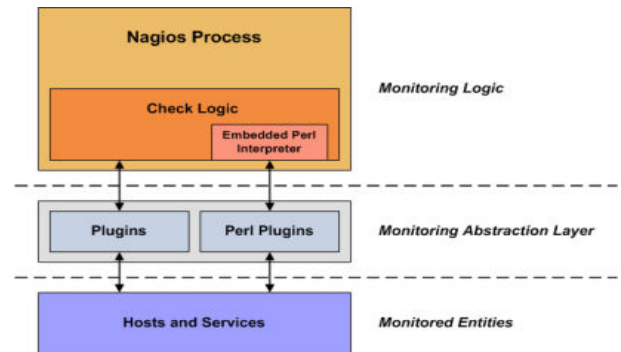 Nagios Process
Monitoring Logic
Check Logic
Embedded Perl
Interpreter
Plugins
Perl Plugins
Monitoring Abstraction Layer
Hosts and Services
Monitored Entities